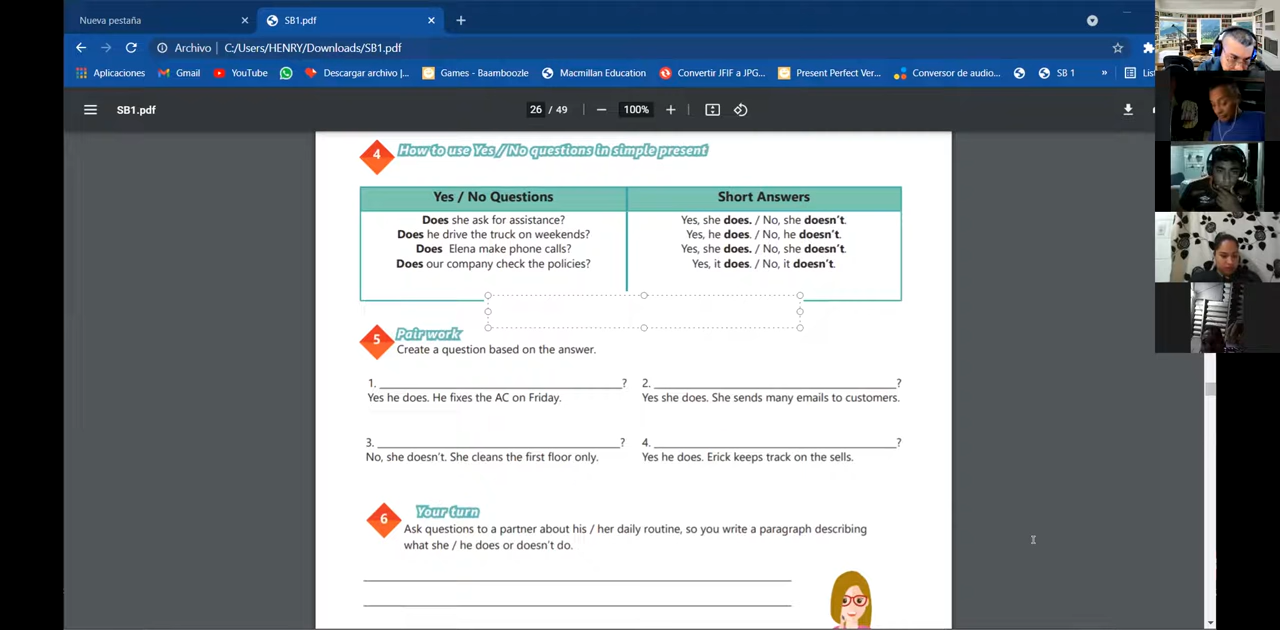 Nueva pestaña
SB1.pdf
Archivo C:/Users/HENRY/Downloads/SB1.pdf
Aplicaciones Gmail YouTube Descargar archivo |... Games - Baamboozle Macmillan Education Convertir JFIF a JPG... Present Perfect Ver... Conversor de audio... SB 1 »
SB1.pdf 26 / 49 100%
4 How to use Yes / No questions in simple present
Yes / No Questions Short Answers
Does she ask for assistance? Yes, she does. / No, she doesn't.
Does he drive the truck on weekends? Yes, he does. / No, he doesn't.
Does Elena make phone calls? Yes, she does. / No, she doesn't.
Does our company check the policies? Yes, it does. / No, it doesn't.
5 Pair work
Create a question based on the answer.
1. ______________________________? 2. ______________________________?
Yes he does. He fixes the AC on Friday. Yes she does. She sends many emails to customers.
3. ______________________________? 4. ______________________________?
No, she doesn't. She cleans the first floor only. Yes he does. Erick keeps track on the sells.
6 Your turn
Ask questions to a partner about his / her daily routine, so you write a paragraph describing
what she / he does or doesn't do.